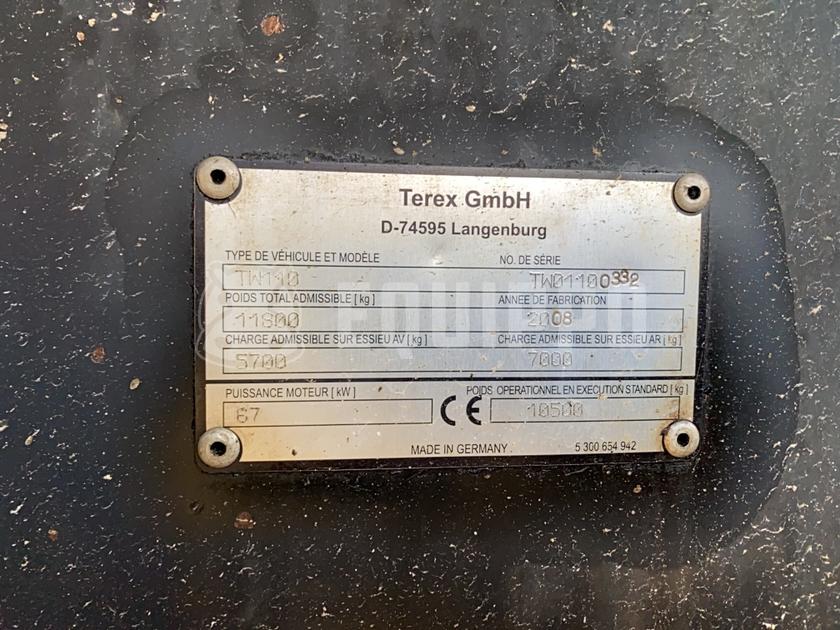 Terex GmbH
D-74595 Langenburg
TYPE DE VÉHICULE ET MODÈLE NO. DE SÉRIE
TW110 TW01100332
POIDS TOTAL ADMISSIBLE [ kg ] ANNÉE DE FABRICATION
11800 2008
CHARGE ADMISSIBLE SUR ESSIEU AV [ kg ] CHARGE ADMISSIBLE SUR ESSIEU AR [ kg ]
5700 7000
PUISSANCE MOTEUR [ kW ] POIDS OPERATIONNEL EN EXECUTION STANDARD [ kg ]
67 CE 10500
MADE IN GERMANY 5 300 654 942
EQUIPPO